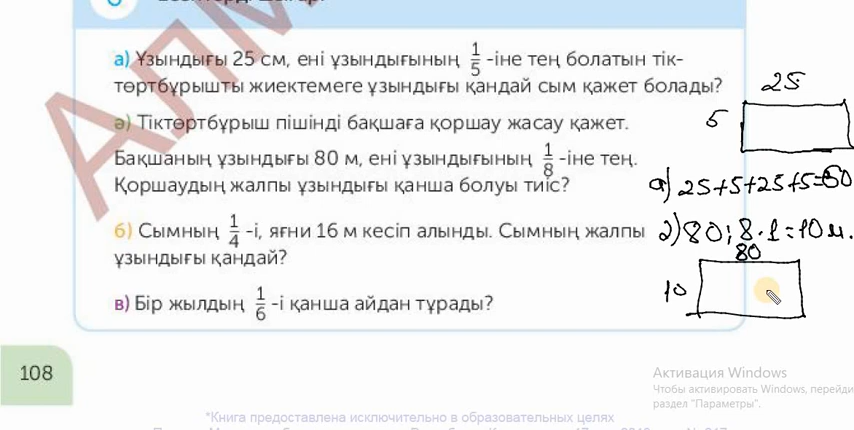 а) Ұзындығы 25 см, ені ұзындығының 1/5 -іне тең болатын тік-
төртбұрышты жиектемеге ұзындығы қандай сым қажет болады?
ә) Тіктөртбұрыш пішінді бақшаға қоршау жасау қажет.
Бақшаның ұзындығы 80 м, ені ұзындығының 1/8 -іне тең.
Қоршаудың жалпы ұзындығы қанша болуы тиіс?
б) Сымның 1/4 -і, яғни 16 м кесіп алынды. Сымның жалпы
ұзындығы қандай?
в) Бір жылдың 1/6 -і қанша айдан тұрады?
108
25
5
а) 25+5+25+5=60
ә) 80:8·1=10м.
80
10
АЛМ
Активация Windows
Чтобы активировать Windows, перейди
раздел "Параметры".
*Книга предоставлена исключительно в образовательных целях